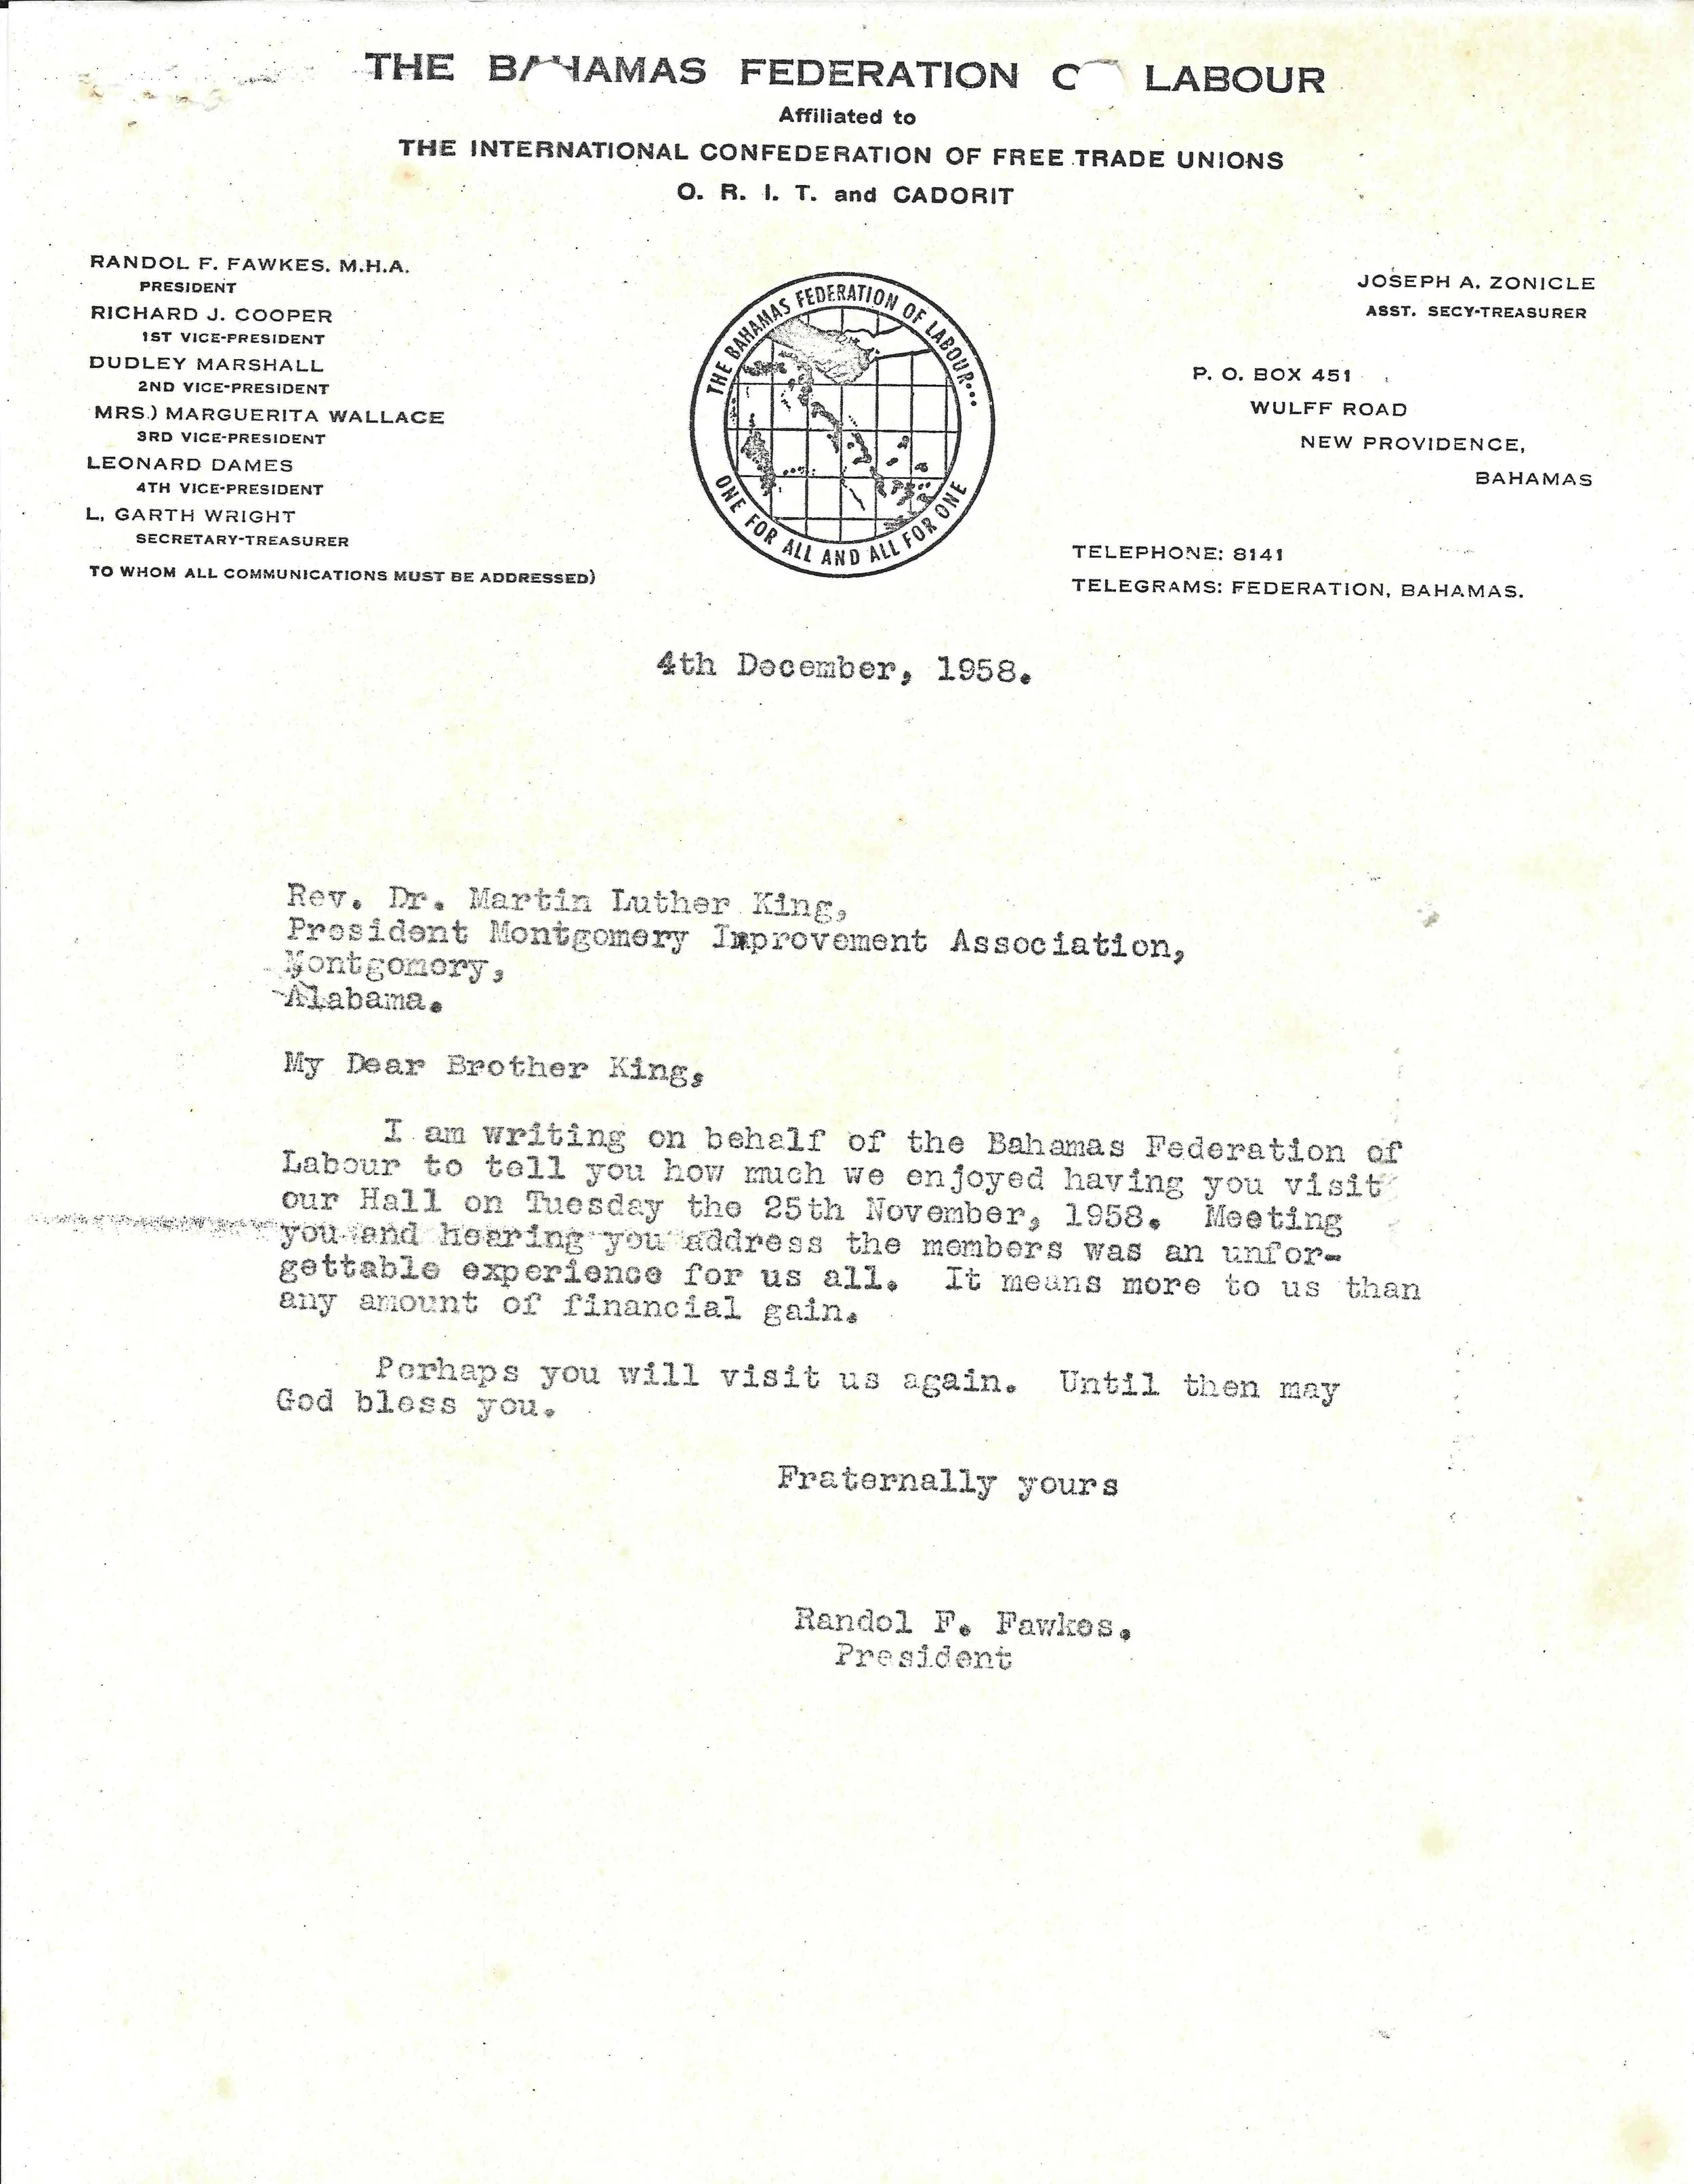 THE BAHAMAS FEDERATION O LABOUR
Affiliated to
THE INTERNATIONAL CONFEDERATION OF FREE TRADE UNIONS
O. R. I. T. and CADORIT
RANDOL F. FAWKES. M.H.A.
PRESIDENT
RICHARD J. COOPER
1ST VICE-PRESIDENT
DUDLEY MARSHALL
2ND VICE-PRESIDENT
MRS.) MARGUERITA WALLACE
3RD VICE-PRESIDENT
LEONARD DAMES
4TH VICE-PRESIDENT
L, GARTH WRIGHT
SECRETARY-TREASURER
TO WHOM ALL COMMUNICATIONS MUST BE ADDRESSED)
THE BAHAMAS FEDERATION OF LABOUR...
ONE FOR ALL AND ALL FOR ONE
JOSEPH A. ZONICLE
ASST. SECY-TREASURER
P. O. BOX 451
WULFF ROAD
NEW PROVIDENCE,
BAHAMAS
TELEPHONE: 8141
TELEGRAMS: FEDERATION, BAHAMAS.
4th December, 1958.
Rev. Dr. Martin Luther King,
President Montgomery Improvement Association,
Montgomery,
Alabama.
My Dear Brother King,
I am writing on behalf of the Bahamas Federation of
Labour to tell you how much we enjoyed having you visit
our Hall on Tuesday the 25th November, 1958. Meeting
you and hearing you address the members was an unfor-
gettable experience for us all. It means more to us than
any amount of financial gain.
Perhaps you will visit us again. Until then may
God bless you.
Fraternally yours
Randol F. Fawkes.
President